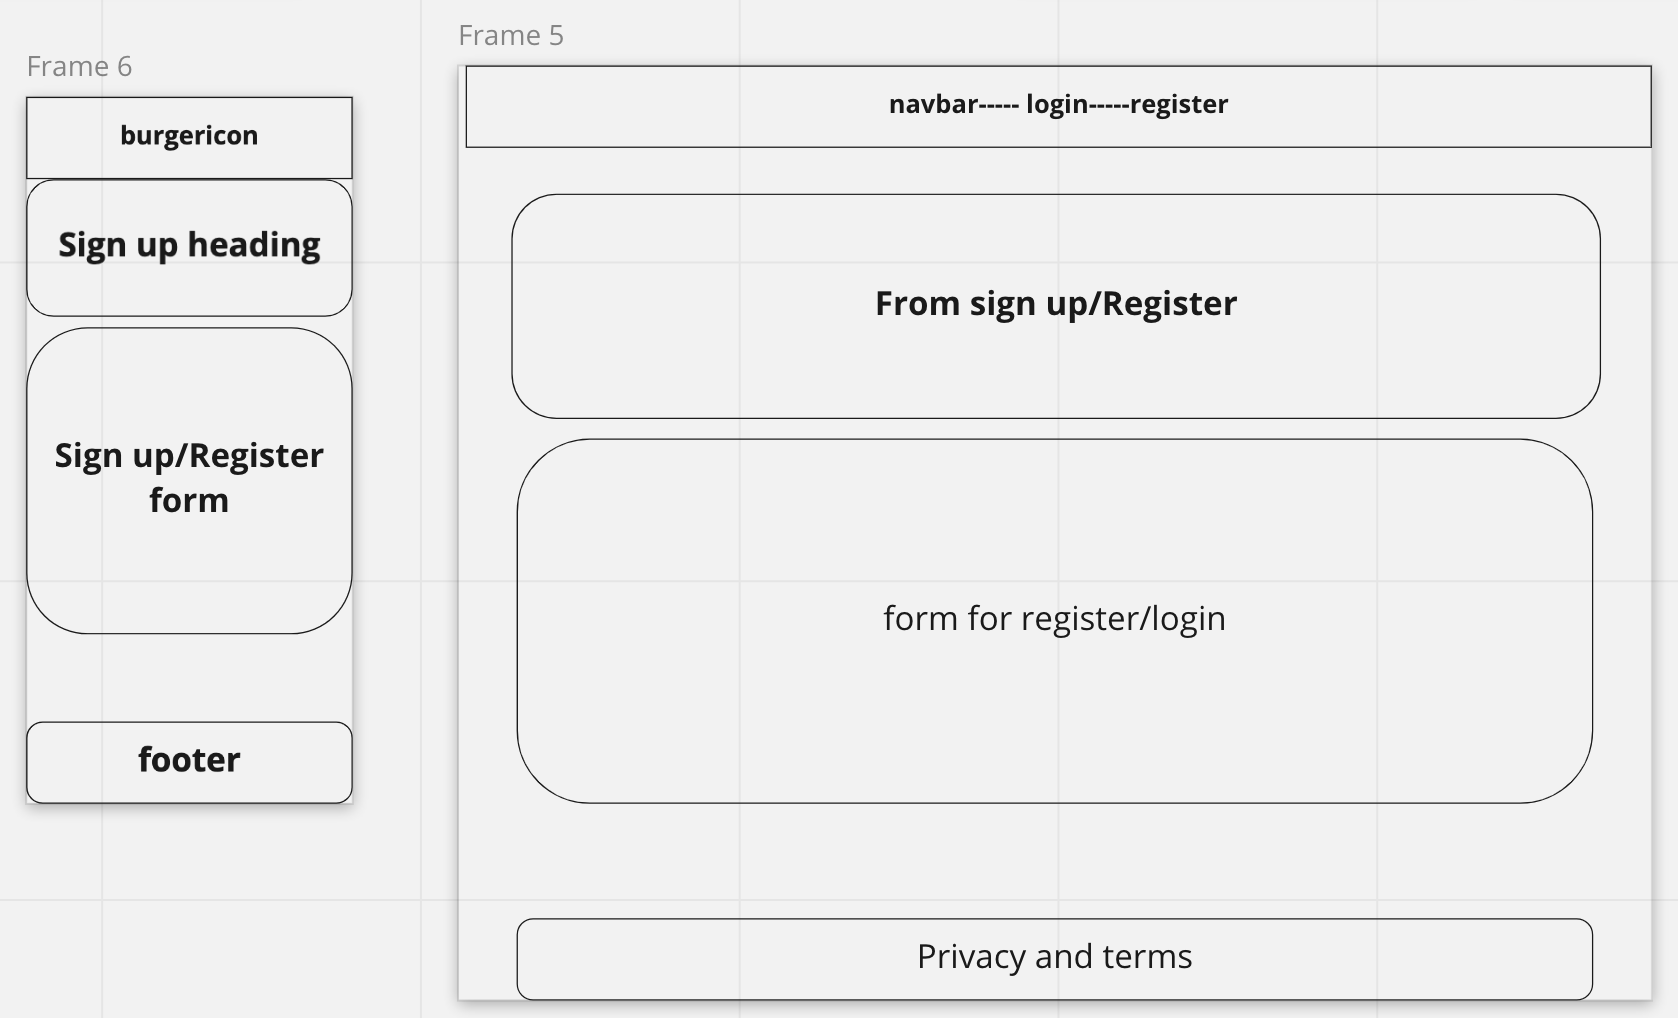 Frame 6
burgericon
Sign up heading
Sign up/Register
form
footer
Frame 5
navbar----- login-----register
From sign up/Register
form for register/login
Privacy and terms